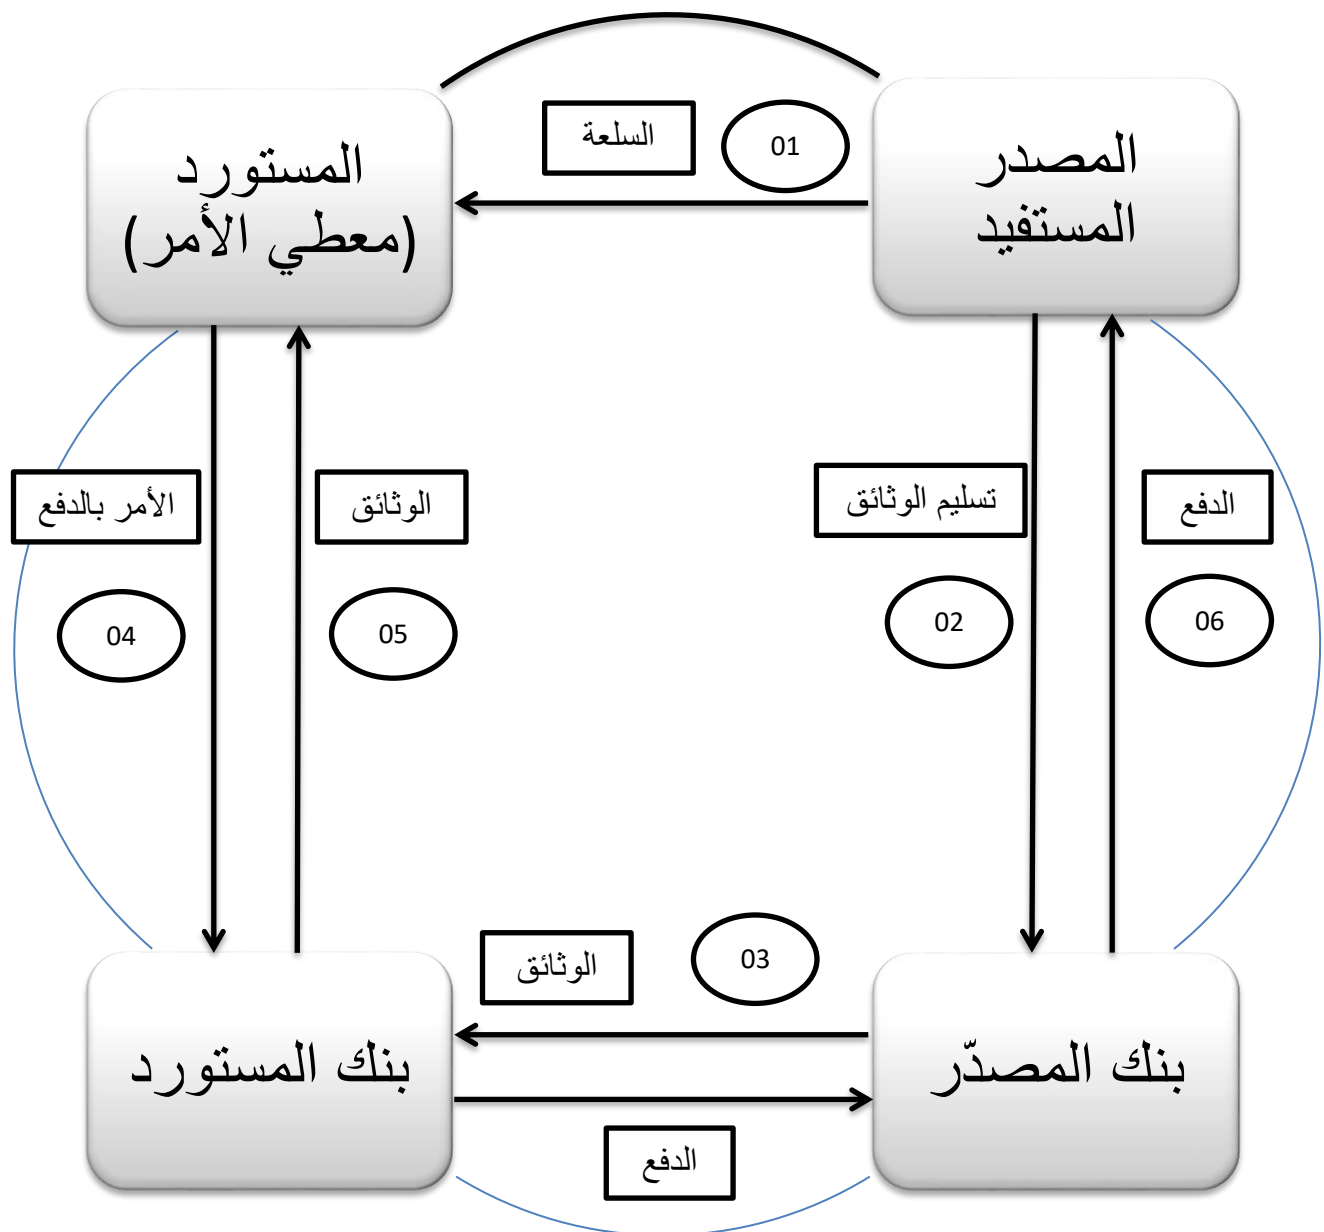 المصدر
المستفيد
01
السلعة
المستورد
(معطي الأمر)
الدفع
06
تسليم الوثائق
02
الوثائق
05
الأمر بالدفع
04
03
الوثائق
بنك المصدّر
بنك المستورد
الدفع